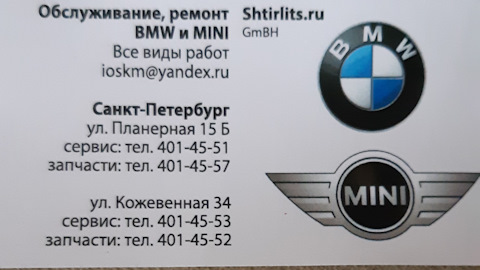 Обслуживание, ремонт
BMW и MINI
Все виды работ
ioskm@yandex.ru
Shtirlits.ru
GmBH
BMW
Санкт-Петербург
ул. Планерная 15 Б
сервис: тел. 401-45-51
запчасти: тел. 401-45-57
MINI
ул. Кожевенная 34
сервис: тел. 401-45-53
запчасти: тел. 401-45-52